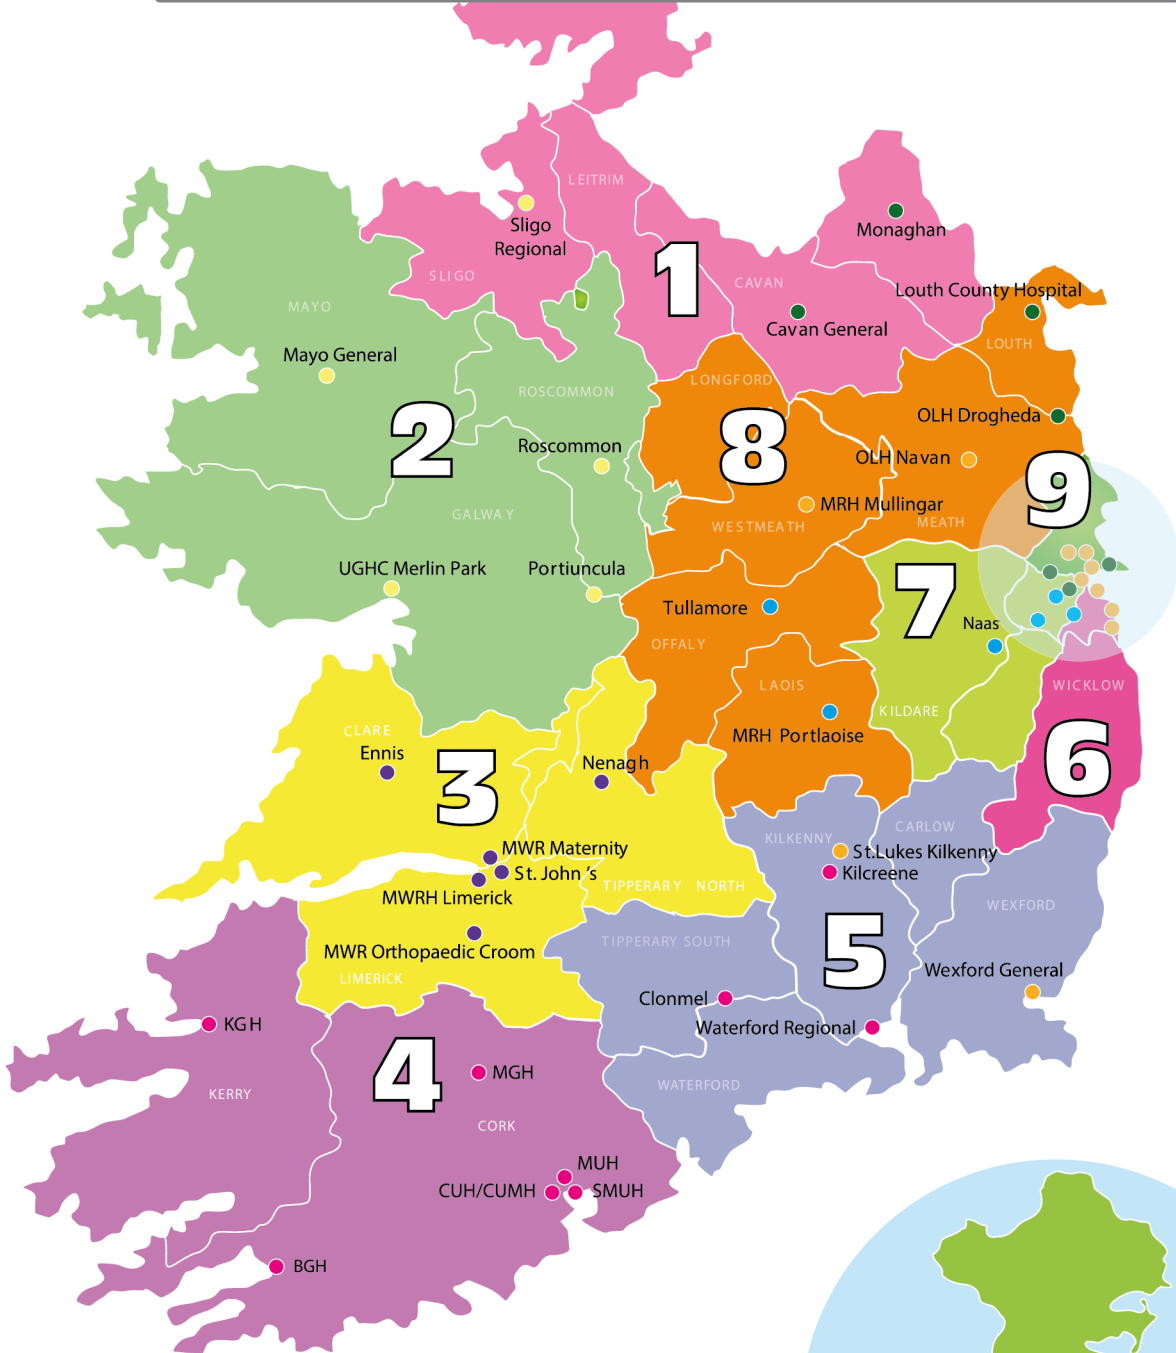 LEITRIM
Sligo
Regional
Monaghan
SLIGO
1
CAVAN
Louth County Hospital
MAYO
Cavan General
LOUTH
Mayo General
ROSCOMMON
LONGFORD
2
8
OLH Drogheda
Roscommon
OLH Navan
9
MRH Mullingar
GALWAY
WESTMEATH
MEATH
UGHC Merlin Park
Portiuncula
7
Tullamore
Naas
OFFALY
LAOIS
WICKLOW
KILDARE
CLARE
MRH Portlaoise
Ennis
Nenagh
6
3
KILKENNY
CARLOW
MWR Maternity
St.Lukes Kilkenny
St. John 's
Kilcreene
MWRH Limerick
TIPPERARY NORTH
WEXFORD
TIPPERARY SOUTH
5
MWR Orthopaedic Croom
LIMERICK
Wexford General
Clonmel
KGH
Waterford Regional
4
MGH
WATERFORD
KERRY
CORK
MUH
CUH/CUMH
SMUH
BGH